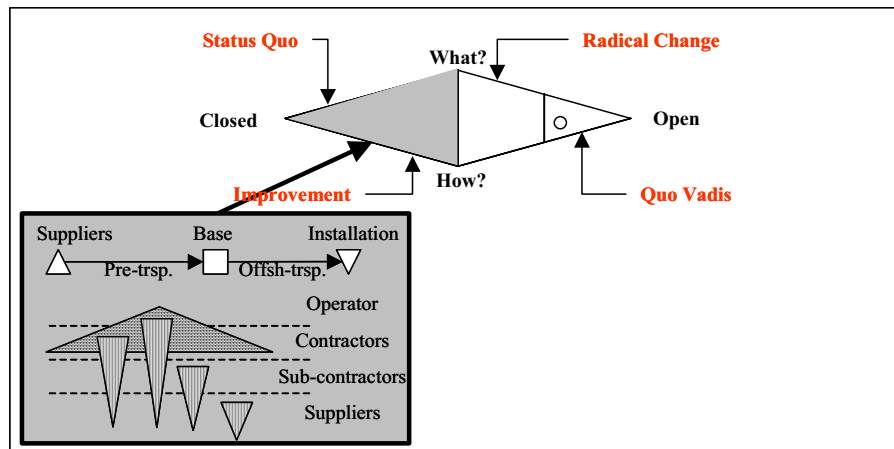 Status Quo
Radical Change
What?
Closed
Open
How?
Improvement
Quo Vadis
Suppliers
Base
Installation
Pre-trsp.
Offsh-trsp.
Operator
Contractors
Sub-contractors
Suppliers